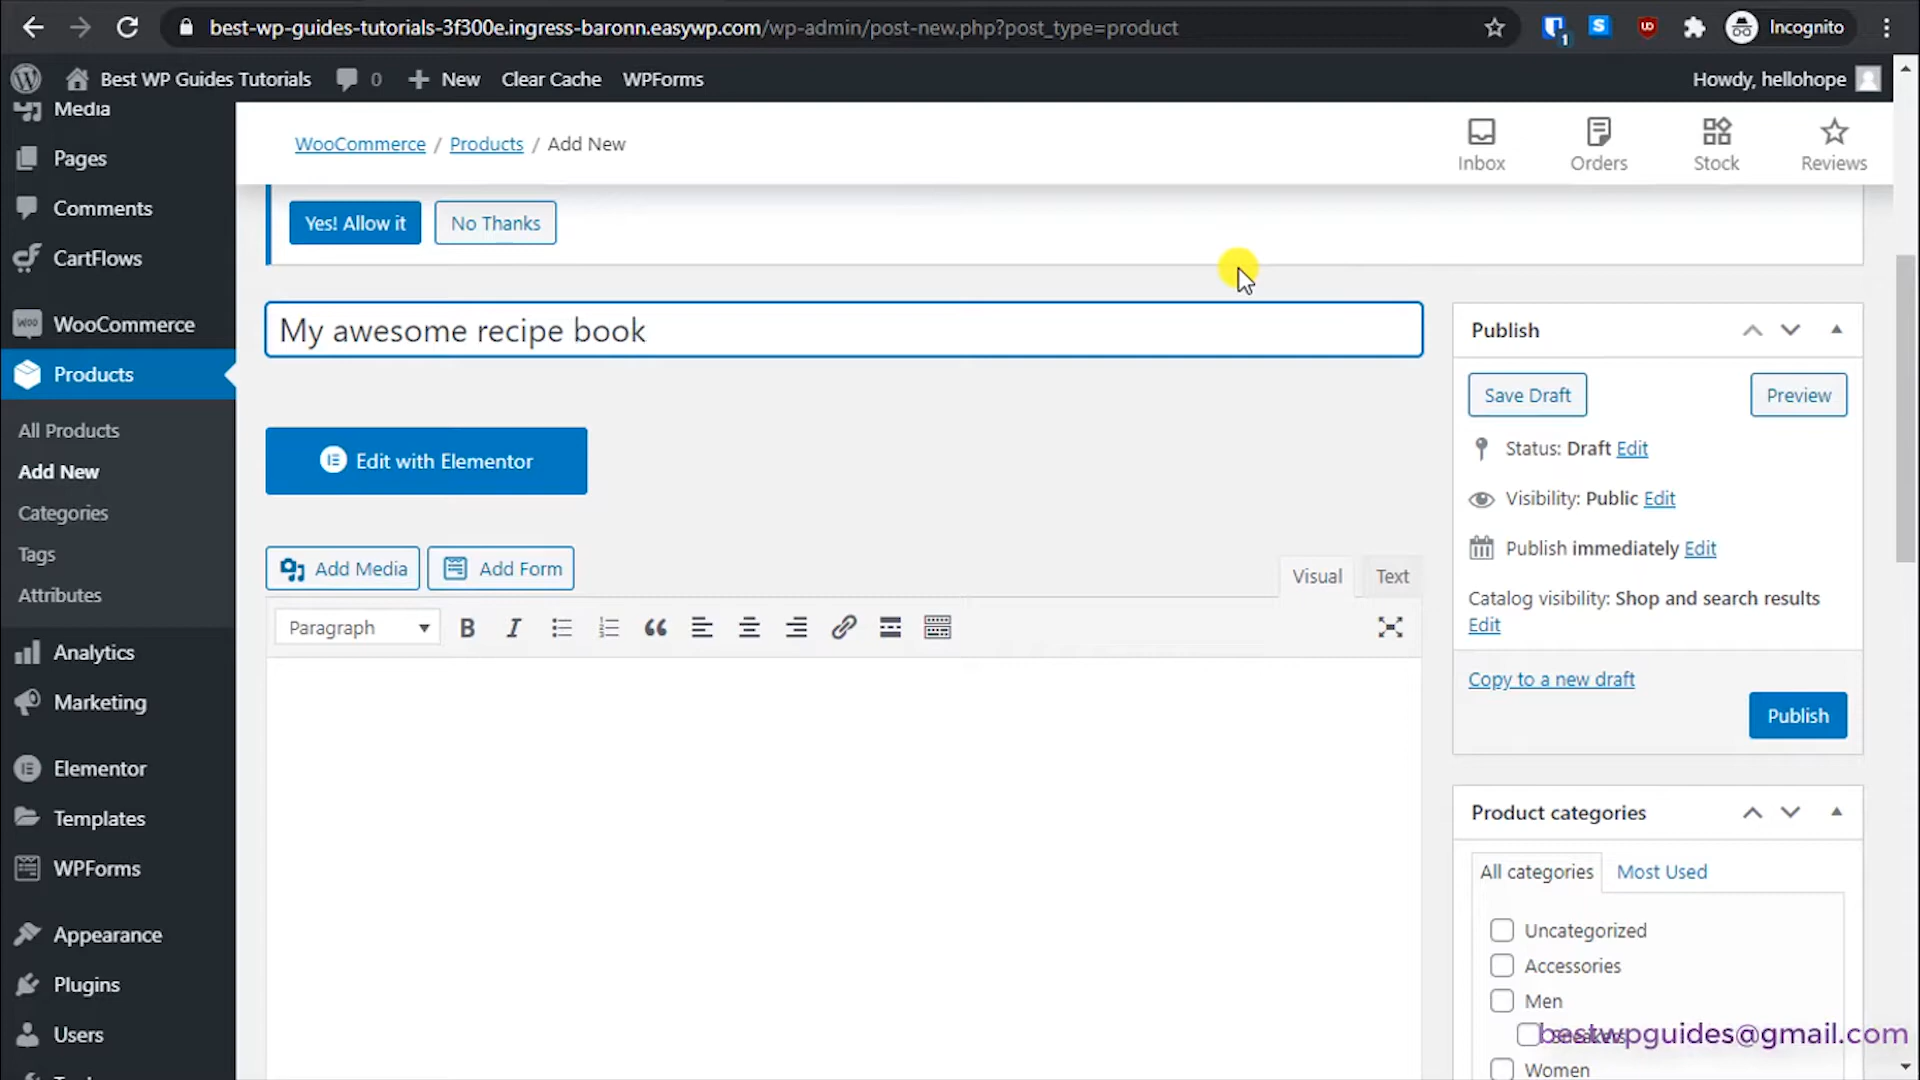 best-wp-guides-tutorials-3f300e.ingress-baronn.easywp.com/wp-admin/post-new.php?post_type=product
1
S
UD
Incognito
Best WP Guides Tutorials
0
New
Clear Cache
WPForms
Howdy, hellohope
Media
Pages
Comments
CartFlows
WooCommerce
Products
All Products
Add New
Categories
Tags
Attributes
Analytics
Marketing
Elementor
Templates
WPForms
Appearance
Plugins
Users
WooCommerce / Products / Add New
Inbox
Orders
Stock
Reviews
Yes! Allow it
No Thanks
My awesome recipe book
Edit with Elementor
Add Media
Add Form
Visual
Text
Paragraph
Publish
Save Draft
Preview
Status: Draft Edit
Visibility: Public Edit
Publish immediately Edit
Catalog visibility: Shop and search results
Edit
Copy to a new draft
Publish
Product categories
All categories
Most Used
Uncategorized
Accessories
Men
Women
bestwpguides@gmail.com